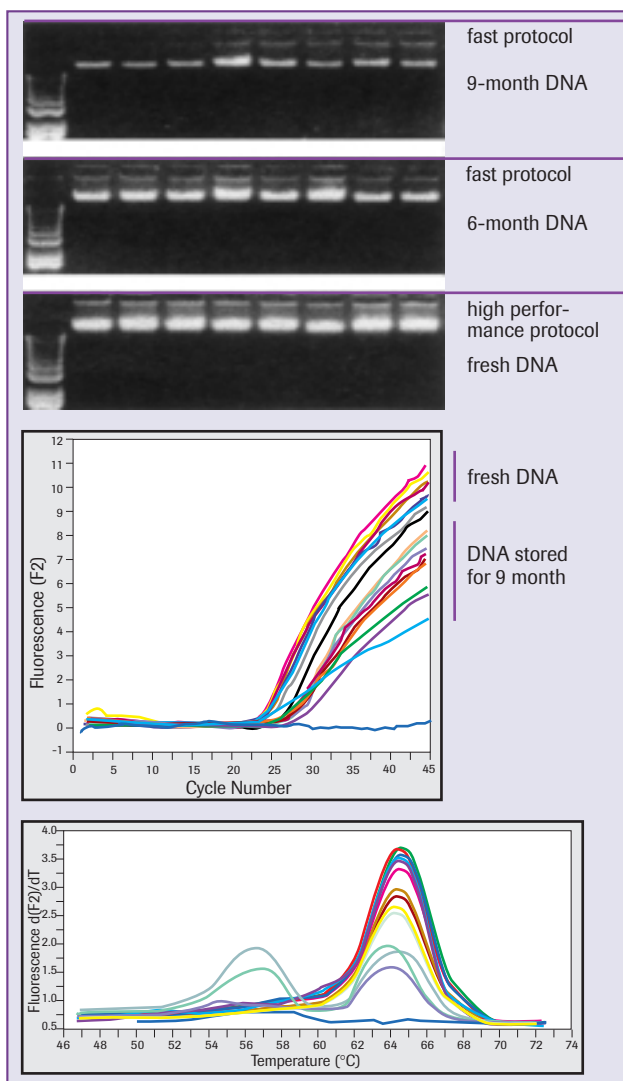 fast protocol
9-month DNA
fast protocol
6-month DNA
high perfor-
mance protocol
fresh DNA
12
11
10
9
8
7
6
5
4
3
2
1
0
-1
Fluorescence (F2)
0 5 10 15 20 25 30 35 40 45
Cycle Number
fresh DNA
DNA stored
for 9 month
4.0
3.5
3.0
2.5
2.0
1.5
1.0
0.5
Fluorescence d(F2)/dT
46 48 50 52 54 56 58 60 62 64 66 68 70 72 74
Temperature (°C)